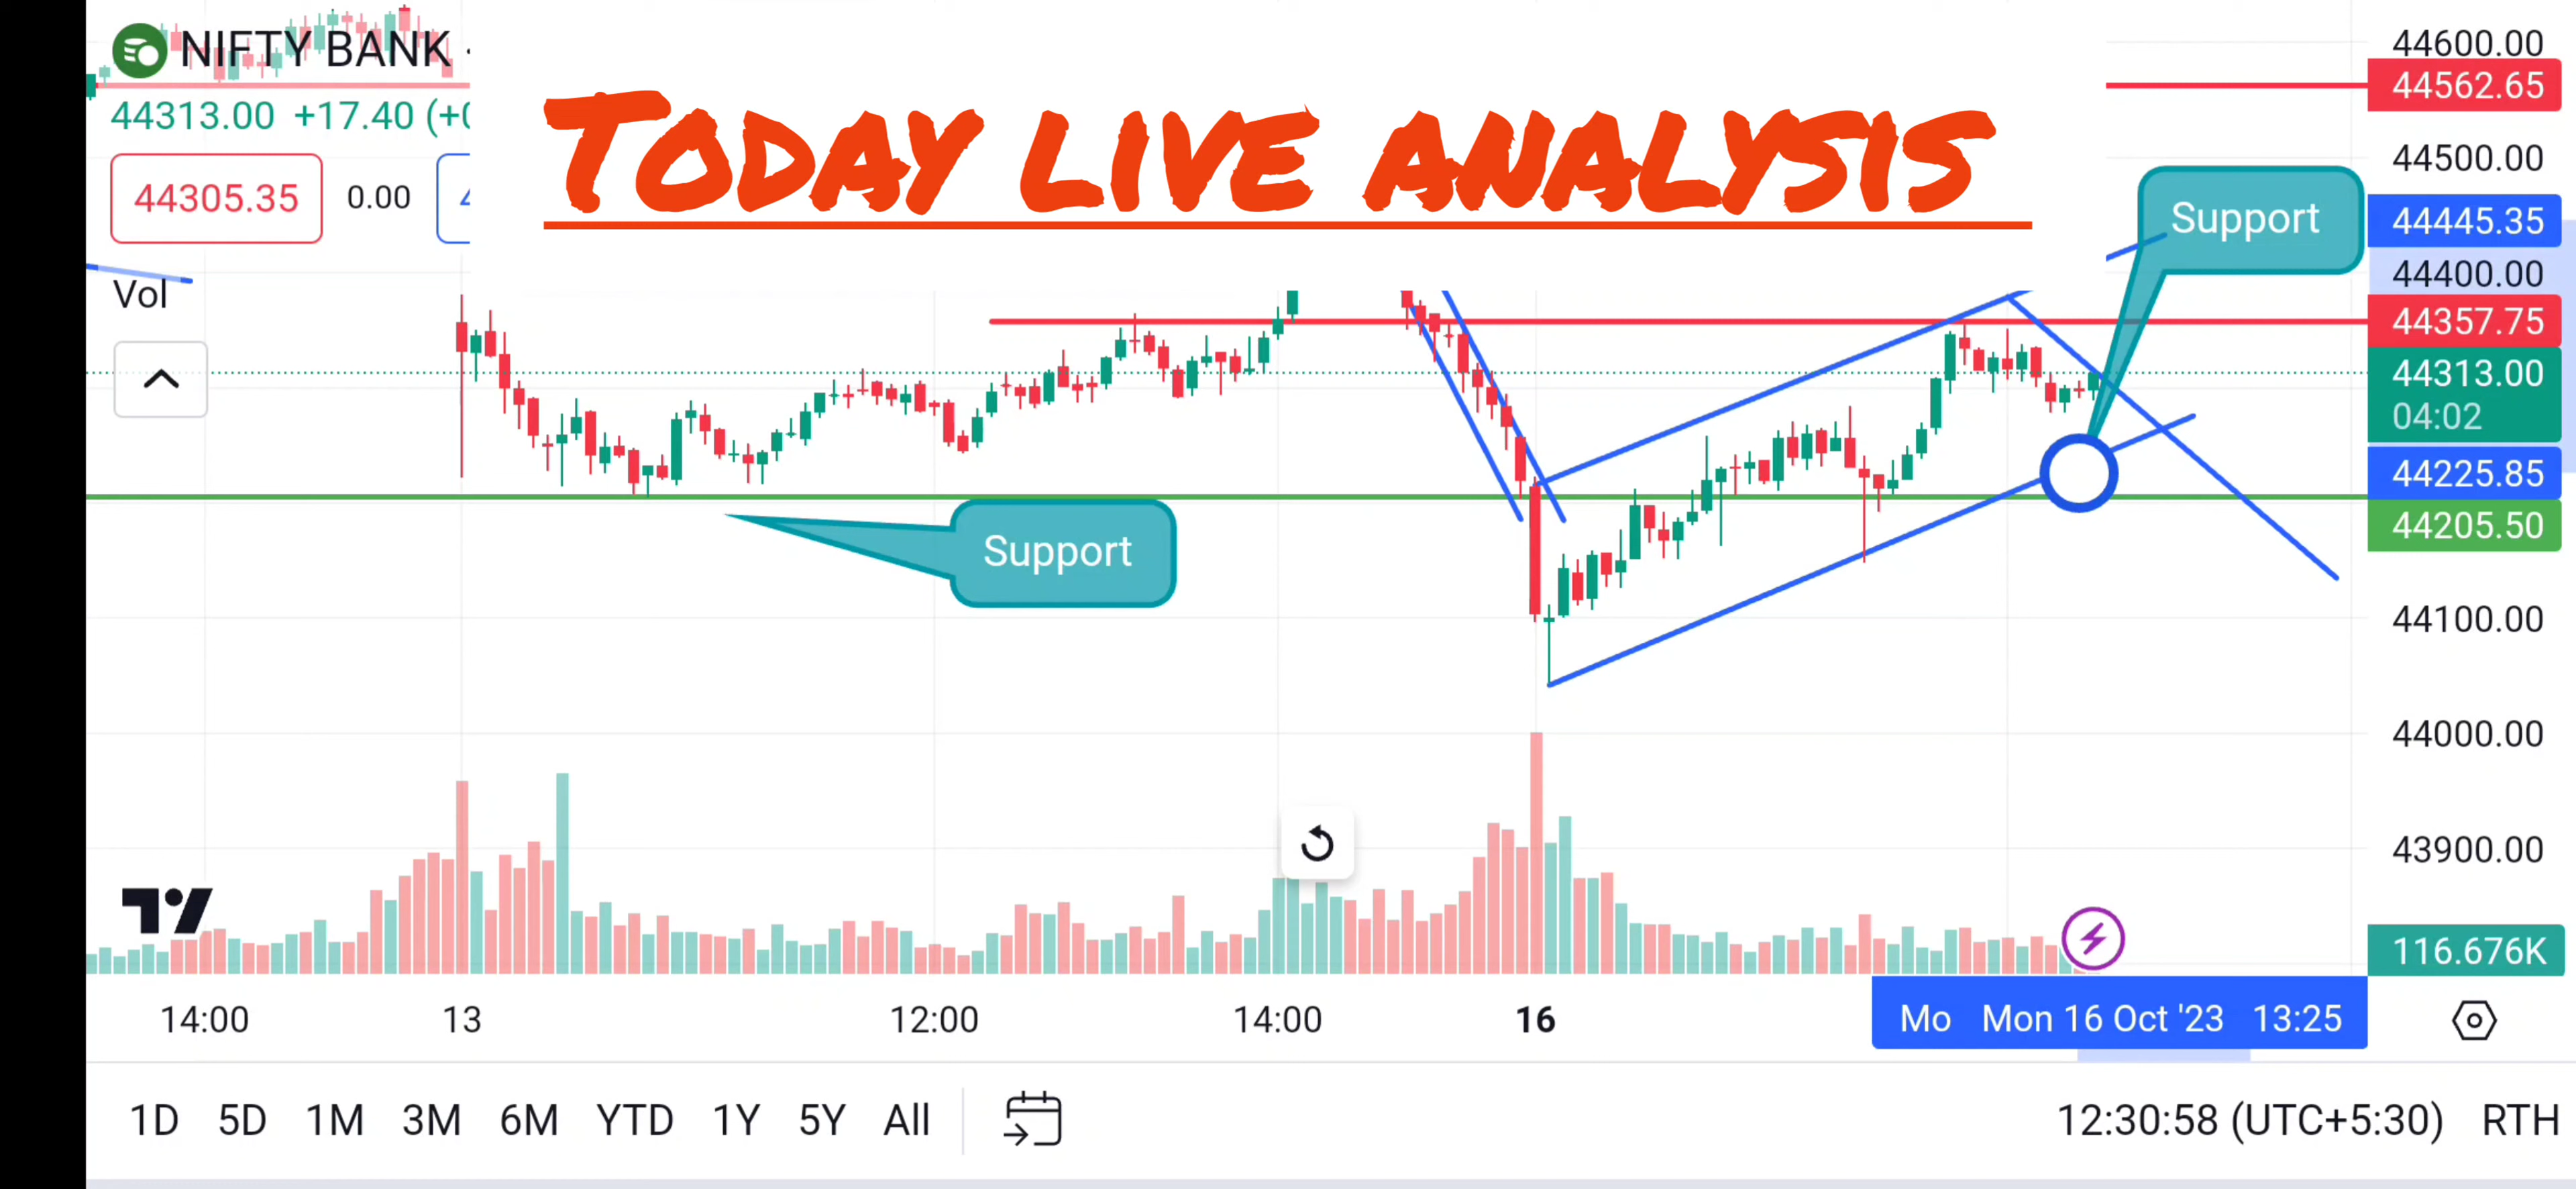 NIFTY BANK
44313.00 +17.40
44305.35 0.00
Vol
TODAY LIVE ANALYSIS
Support
Support
44600.00
44562.65
44500.00
44445.35
44400.00
44357.75
44313.00
04:02
44225.85
44205.50
44100.00
44000.00
43900.00
116.676K
14:00 13 12:00 14:00 16 Mo Mon 16 Oct '23 13:25
1D 5D 1M 3M 6M YTD 1Y 5Y All 12:30:58 (UTC+5:30) RTH